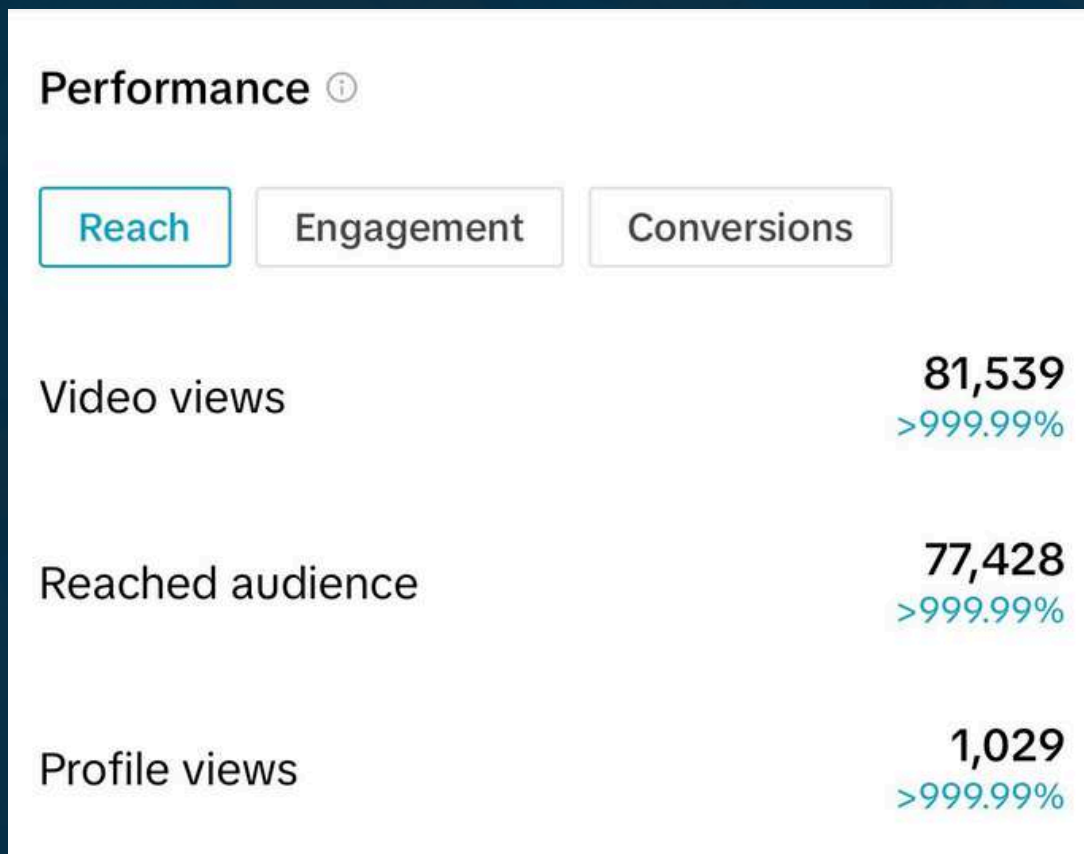 Performance
Reach Engagement Conversions
Video views 81,539
>999.99%
Reached audience 77,428
>999.99%
Profile views 1,029
>999.99%